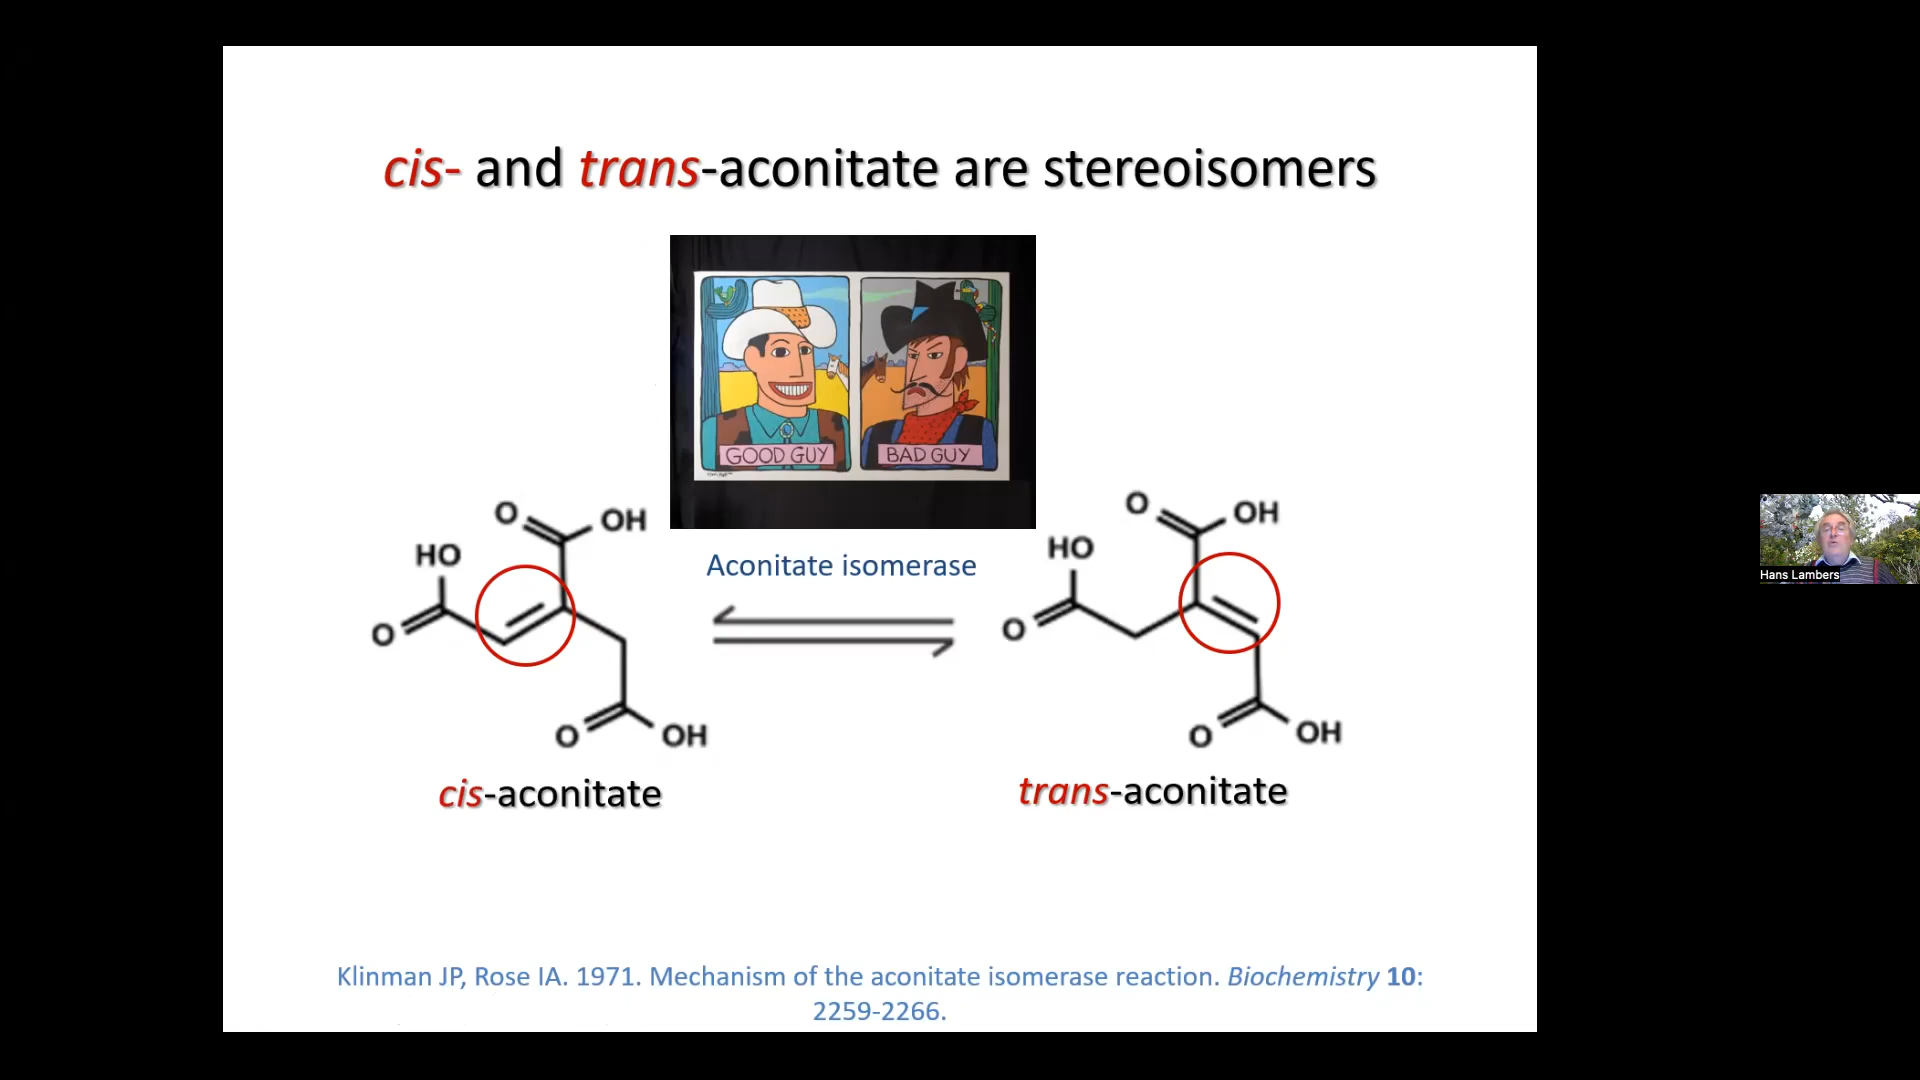 cis- and trans-aconitate are stereoisomers
GOOD GUY
BAD GUY
O
OH
HO
O
O
OH
Aconitate isomerase
O
OH
HO
O
O
OH
cis-aconitate
trans-aconitate
Klinman JP, Rose IA. 1971. Mechanism of the aconitate isomerase reaction. Biochemistry 10:
2259-2266.
Hans Lambers